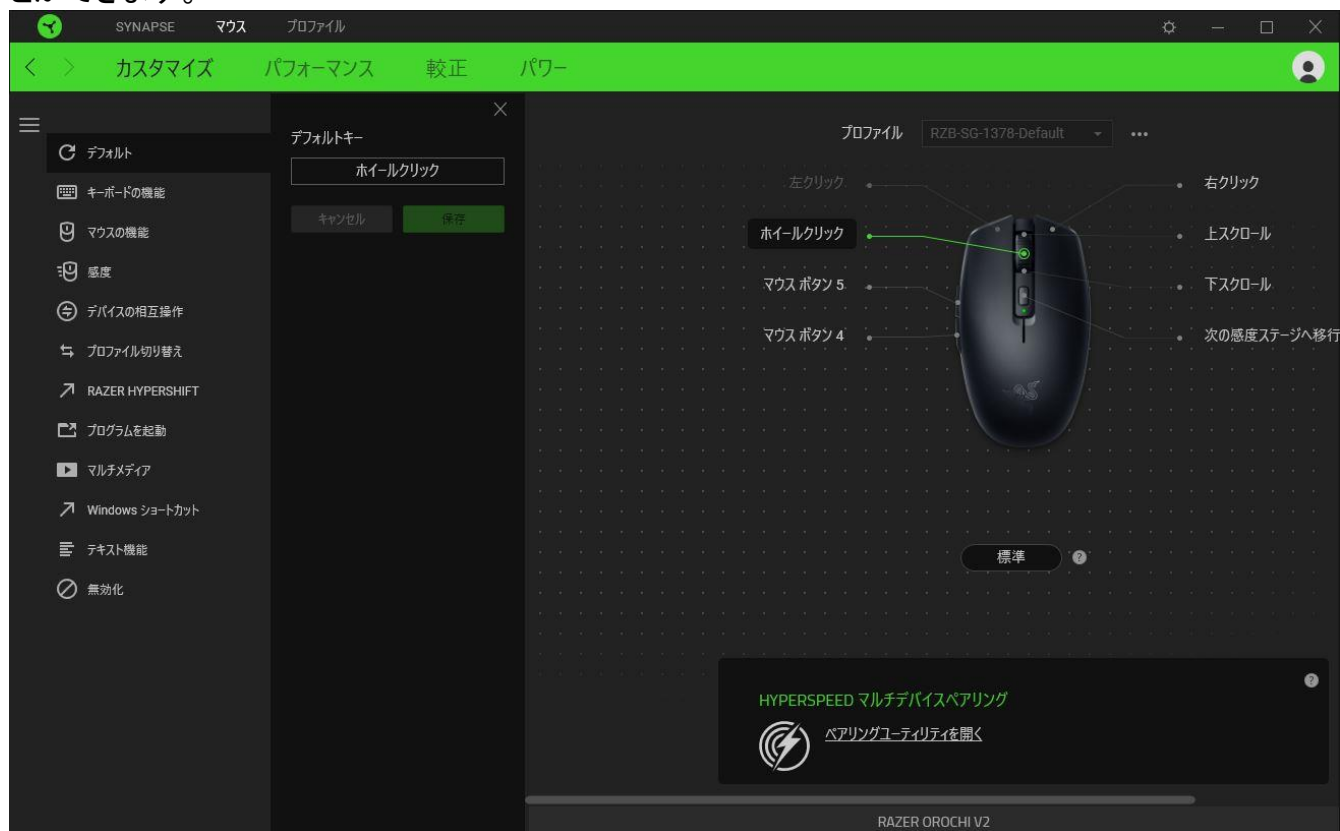 とができます。
SYNAPSE マウス プロファイル
カスタマイズ パフォーマンス 較正 パワー
デフォルト
キーボードの機能
マウスの機能
感度
デバイスの相互操作
プロファイル切り替え
RAZER HYPERSHIFT
プログラムを起動
マルチメディア
Windows ショートカット
テキスト機能
無効化
デフォルトキー
ホイールクリック
キャンセル 保存
プロファイル RZB-SG-1378-Default
左クリック
ホイールクリック
マウス ボタン 5
マウス ボタン 4
右クリック
上スクロール
下スクロール
次の感度ステージへ移行
標準 ?
HYPERSPEED マルチデバイスペアリング ?
ペアリングユーティリティを開く
RAZER OROCHI V2